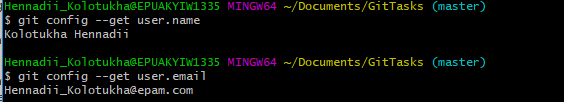 Hennadii_Kolotukha@EPUAKYIW1335 MINGW64 ~/Documents/GitTasks (master)
$ git config --get user.name
Kolotukha Hennadii
Hennadii_Kolotukha@EPUAKYIW1335 MINGW64 ~/Documents/GitTasks (master)
$ git config --get user.email
Hennadii_Kolotukha@epam.com